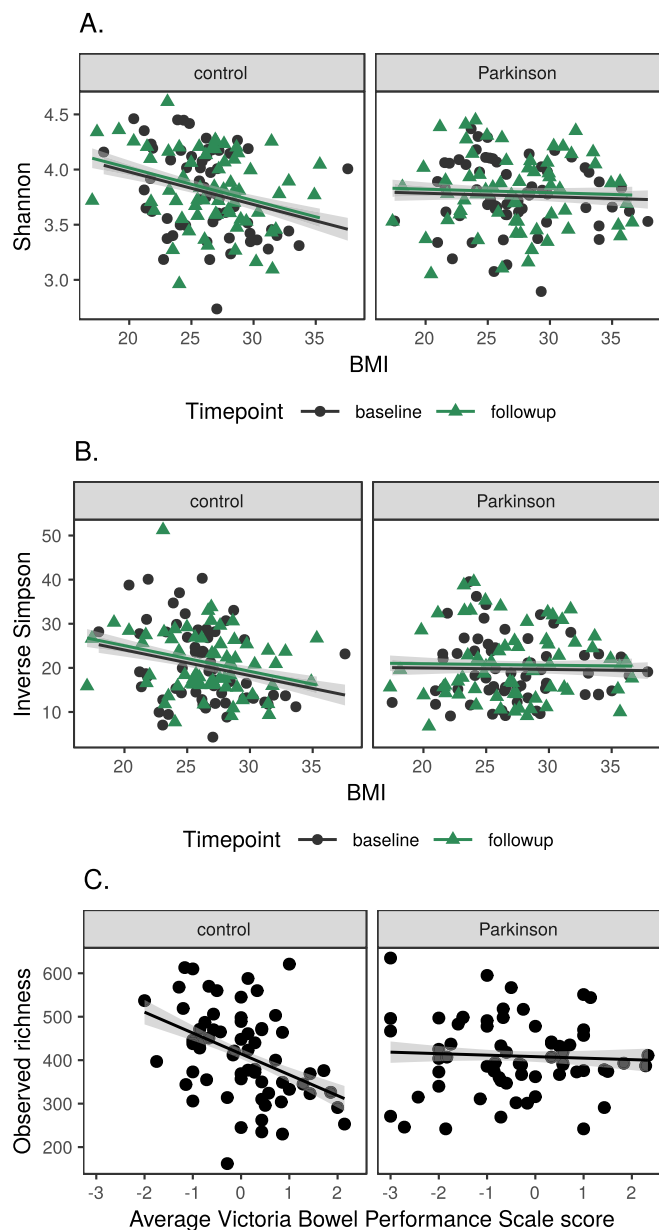 A.
control Parkinson
Shannon
4.5
4.0
3.5
3.0
20 25 30 35 20 25 30 35
BMI
Timepoint baseline followup
B.
control Parkinson
Inverse Simpson
50
40
30
20
10
20 25 30 35 20 25 30 35
BMI
Timepoint baseline followup
C.
control Parkinson
Observed richness
600
500
400
300
200
-3 -2 -1 0 1 2 -3 -2 -1 0 1 2
Average Victoria Bowel Performance Scale score